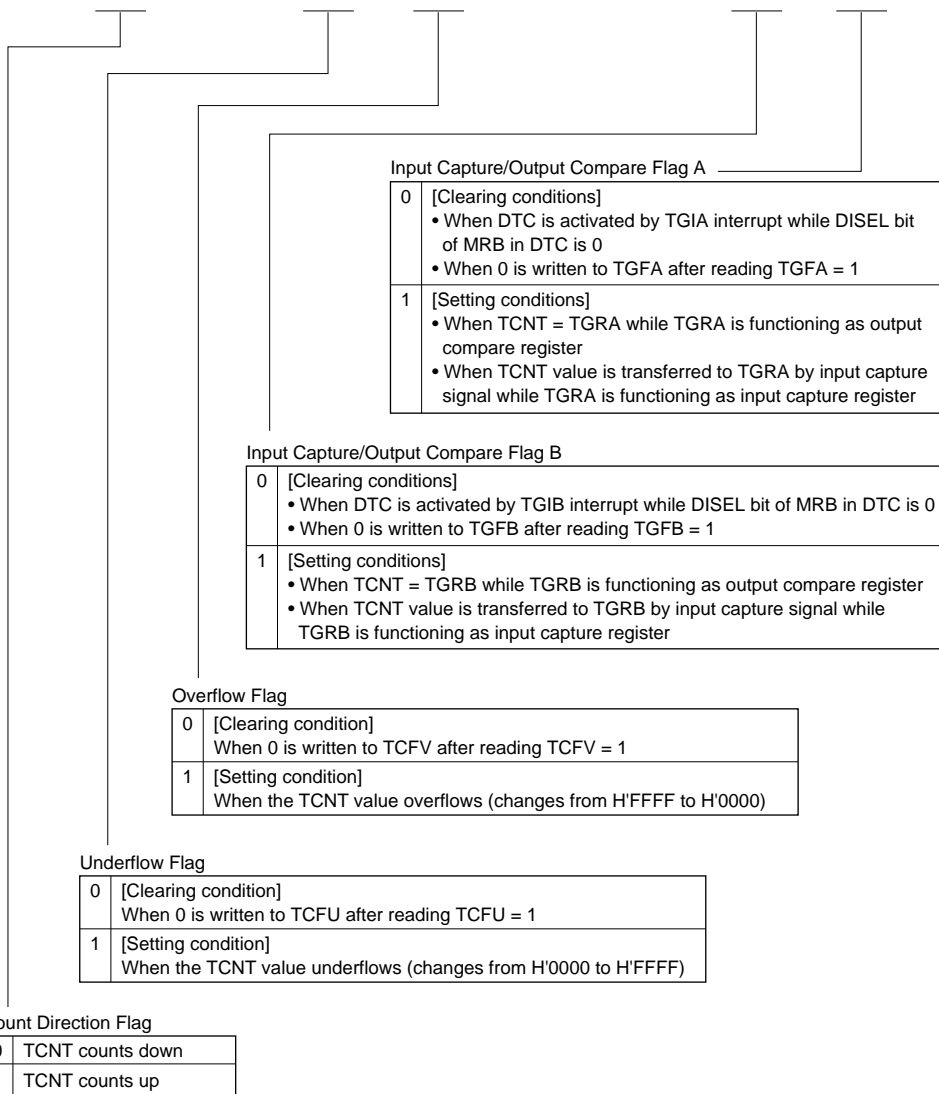 Input Capture/Output Compare Flag A
0 [Clearing conditions]
• When DTC is activated by TGIA interrupt while DISEL bit
of MRB in DTC is 0
• When 0 is written to TGFA after reading TGFA = 1
1 [Setting conditions]
• When TCNT = TGRA while TGRA is functioning as output
compare register
• When TCNT value is transferred to TGRA by input capture
signal while TGRA is functioning as input capture register
Input Capture/Output Compare Flag B
0 [Clearing conditions]
• When DTC is activated by TGIB interrupt while DISEL bit of MRB in DTC is 0
• When 0 is written to TGFB after reading TGFB = 1
1 [Setting conditions]
• When TCNT = TGRB while TGRB is functioning as output compare register
• When TCNT value is transferred to TGRB by input capture signal while
TGRB is functioning as input capture register
Overflow Flag
0 [Clearing condition]
When 0 is written to TCFV after reading TCFV = 1
1 [Setting condition]
When the TCNT value overflows (changes from H'FFFF to H'0000)
Underflow Flag
0 [Clearing condition]
When 0 is written to TCFU after reading TCFU = 1
1 [Setting condition]
When the TCNT value underflows (changes from H'0000 to H'FFFF)
ount Direction Flag
TCNT counts down
TCNT counts up